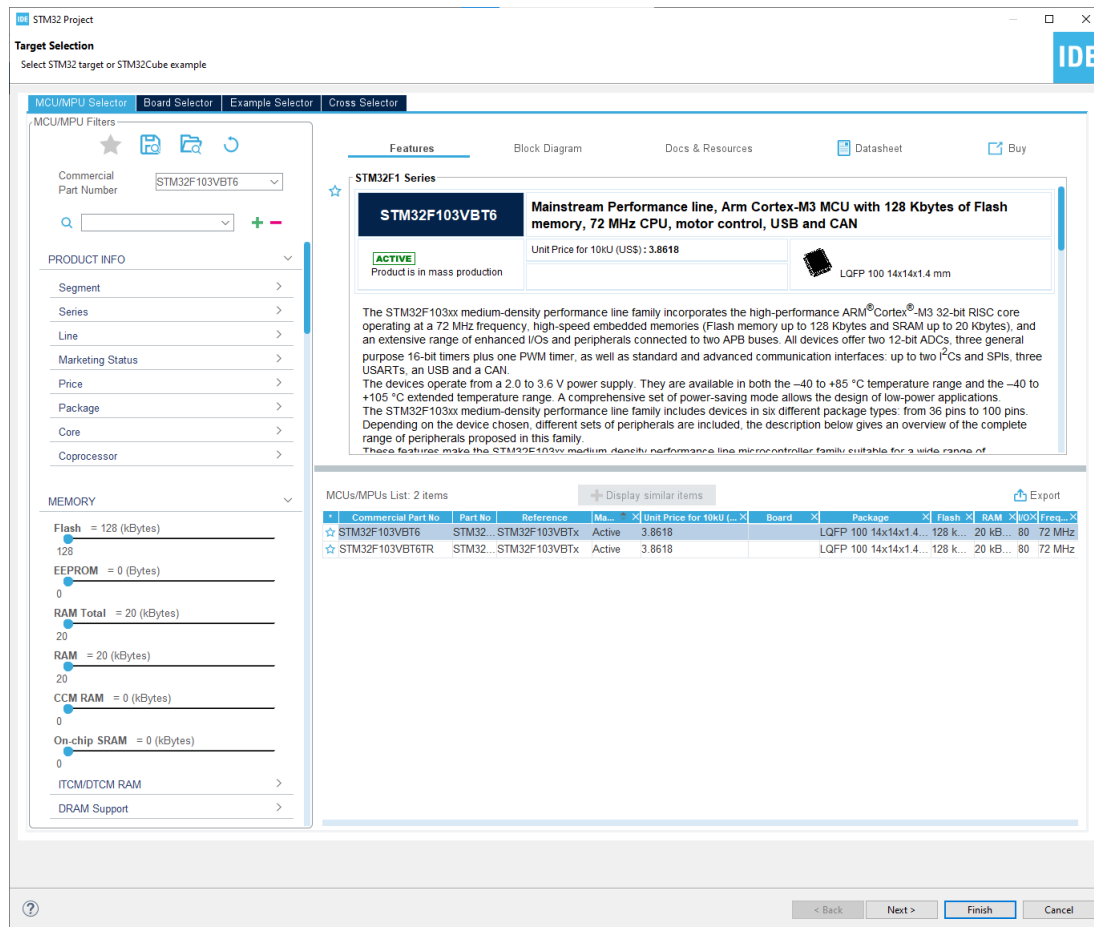 IDE STM32 Project
Target Selection
Select STM32 target or STM32Cube example
IDE
MCU/MPU Selector Board Selector Example Selector Cross Selector
MCU/MPU Filters
Commercial
Part Number
STM32F103VBT6
PRODUCT INFO
Segment
Series
Line
Marketing Status
Price
Package
Core
Coprocessor
MEMORY
Flash = 128 (kBytes)
128
EEPROM = 0 (Bytes)
0
RAM Total = 20 (kBytes)
20
RAM = 20 (kBytes)
20
CCM RAM = 0 (kBytes)
0
On-chip SRAM = 0 (kBytes)
0
ITCM/DTCM RAM
DRAM Support
Features Block Diagram Docs & Resources Datasheet Buy
STM32F1 Series
STM32F103VBT6
Mainstream Performance line, Arm Cortex-M3 MCU with 128 Kbytes of Flash
memory, 72 MHz CPU, motor control, USB and CAN
ACTIVE
Product is in mass production
Unit Price for 10kU (US$) : 3.8618
LQFP 100 14x14x1.4 mm
The STM32F103xx medium-density performance line family incorporates the high-performance ARM®Cortex®-M3 32-bit RISC core
operating at a 72 MHz frequency, high-speed embedded memories (Flash memory up to 128 Kbytes and SRAM up to 20 Kbytes), and
an extensive range of enhanced I/Os and peripherals connected to two APB buses. All devices offer two 12-bit ADCs, three general
purpose 16-bit timers plus one PWM timer, as well as standard and advanced communication interfaces: up to two I²Cs and SPIs, three
USARTs, an USB and a CAN.
The devices operate from a 2.0 to 3.6 V power supply. They are available in both the –40 to +85 °C temperature range and the –40 to
+105 °C extended temperature range. A comprehensive set of power-saving mode allows the design of low-power applications.
The STM32F103xx medium-density performance line family includes devices in six different package types: from 36 pins to 100 pins.
Depending on the device chosen, different sets of peripherals are included, the description below gives an overview of the complete
range of peripherals proposed in this family.
These features make the STM32F103xx medium-density performance line microcontroller family suitable for a wide range of
MCUs/MPUs List: 2 items
Display similar items
Export
* Commercial Part No Part No Reference Ma... Unit Price for 10kU (... Board Package Flash RAM I/O Freq...
STM32F103VBT6 STM32... STM32F103VBTx Active 3.8618 LQFP 100 14x14x1.4... 128 k... 20 kB... 80 72 MHz
STM32F103VBT6TR STM32... STM32F103VBTx Active 3.8618 LQFP 100 14x14x1.4... 128 k... 20 kB... 80 72 MHz
< Back Next > Finish Cancel